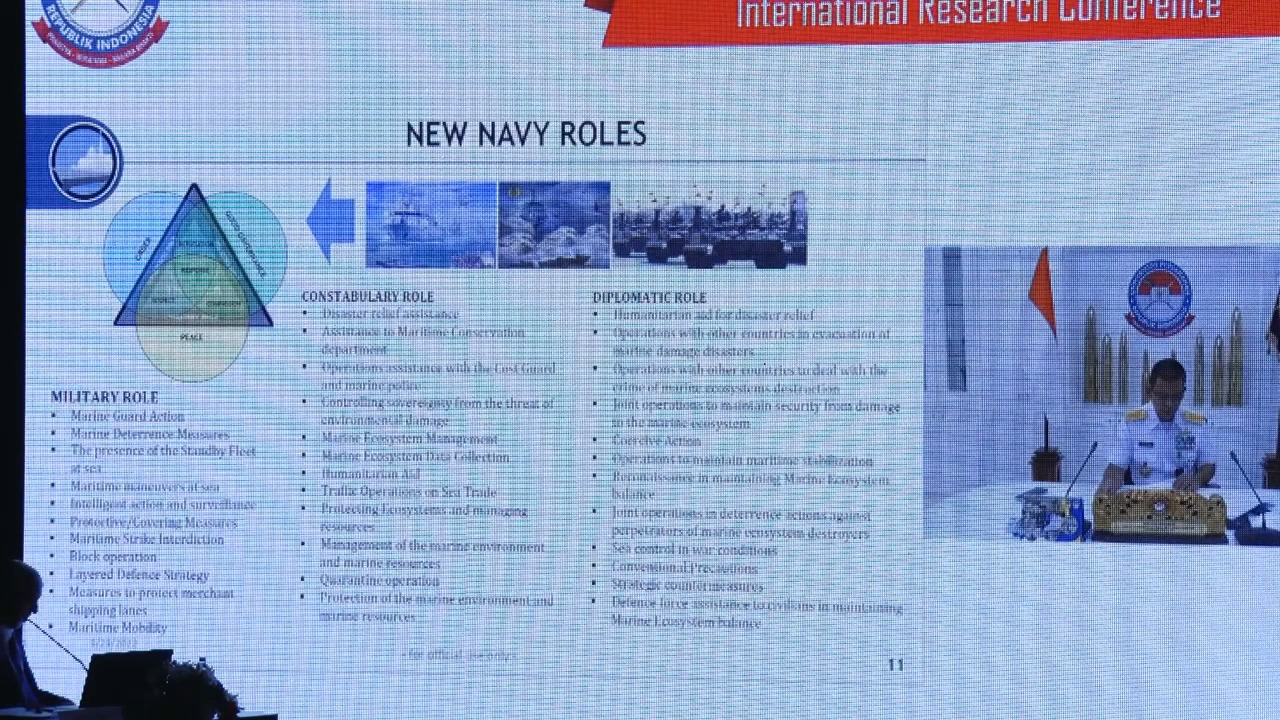 International Research Conference
REPUBLIK INDONESIA
NEW NAVY ROLES
GOOD GOVERNANCE
PEACE
MILITARY ROLE
Marine Guard Action
Marine Deterrence Measures
The presence of the Standby Fleet
at sea
Maritime maneuvers at sea
Intelligent action and surveillance
Protective/Covering Measures
Maritime Strike Interdiction
Block operation
Layered Defence Strategy
Measures to protect merchant
shipping lanes
Maritime Mobility
CONSTABULARY ROLE
Disaster relief assistance
Assistance to Maritime Conservation
department
Operations assistance with the Cost Guard
and marine police
Controlling sovereignty from the threat of
environmental damage
Marine Ecosystem Management
Marine Ecosystem Data Collection
Humanitarian Aid
Traffic Operations on Sea Trade
Protecting Ecosystems and managing
resources
Management of the marine environment
and marine resources
Quarantine operation
Protection of the marine environment and
marine resources
DIPLOMATIC ROLE
Humanitarian aid for disaster relief
Operations with other countries in evacuation of
marine damage disasters
Operations with other countries to deal with the
crime of marine ecosystems destruction
Joint operations to maintain security from damage
to the marine ecosystem
Coercive Action
Operations to maintain maritime stabilization
Reconaissance in maintaining Marine Ecosystem
balance
Joint operations in deterrence actions against
perpetrators of marine ecosystem destroyers
Sea control in war conditions
Conventional Precautions
Strategic countermeasures
Defence force assistance to civilians in maintaining
Marine Ecosystem balance
- for official use only -
11